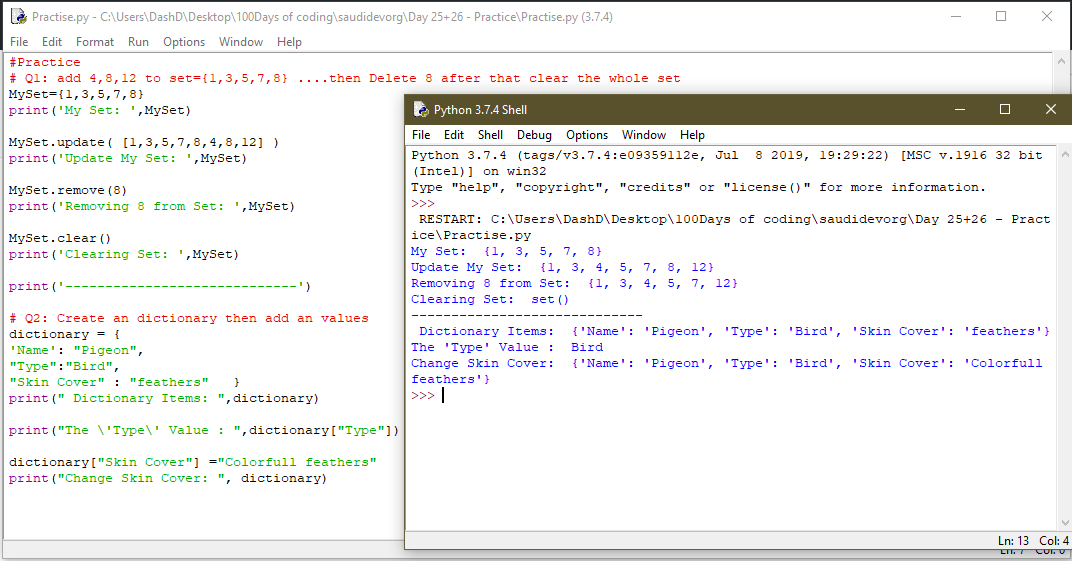 Practise.py - C:\Users\DashD\Desktop\100Days of coding\saudidevorg\Day 25+26 - Practice\Practise.py (3.7.4)
File Edit Format Run Options Window Help
#Practice
# Q1: add 4,8,12 to set={1,3,5,7,8} ....then Delete 8 after that clear the whole set
MySet={1,3,5,7,8}
print('My Set: ',MySet)
MySet.update( [1,3,5,7,8,4,8,12] )
print('Update My Set: ',MySet)
MySet.remove(8)
print('Removing 8 from Set: ',MySet)
MySet.clear()
print('Clearing Set: ',MySet)
print('-----------------------------')
# Q2: Create an dictionary then add an values
dictionary = {
'Name': "Pigeon",
"Type":"Bird",
"Skin Cover" : "feathers"   }
print(" Dictionary Items: ",dictionary)
print("The \'Type\' Value : ",dictionary["Type"])
dictionary["Skin Cover"] ="Colorfull feathers"
print("Change Skin Cover: ", dictionary)
Python 3.7.4 Shell
File Edit Shell Debug Options Window Help
Python 3.7.4 (tags/v3.7.4:e09359112e, Jul  8 2019, 19:29:22) [MSC v.1916 32 bit
(Intel)] on win32
Type "help", "copyright", "credits" or "license()" for more information.
>>>
 RESTART: C:\Users\DashD\Desktop\100Days of coding\saudidevorg\Day 25+26 - Pract
ice\Practise.py
My Set:  {1, 3, 5, 7, 8}
Update My Set:  {1, 3, 4, 5, 7, 8, 12}
Removing 8 from Set:  {1, 3, 4, 5, 7, 12}
Clearing Set:  set()
-----------------------------
 Dictionary Items:  {'Name': 'Pigeon', 'Type': 'Bird', 'Skin Cover': 'feathers'}
The 'Type' Value :  Bird
Change Skin Cover:  {'Name': 'Pigeon', 'Type': 'Bird', 'Skin Cover': 'Colorfull
feathers'}
>>>
Ln: 13 Col: 4
Ln: 7 Col: 0